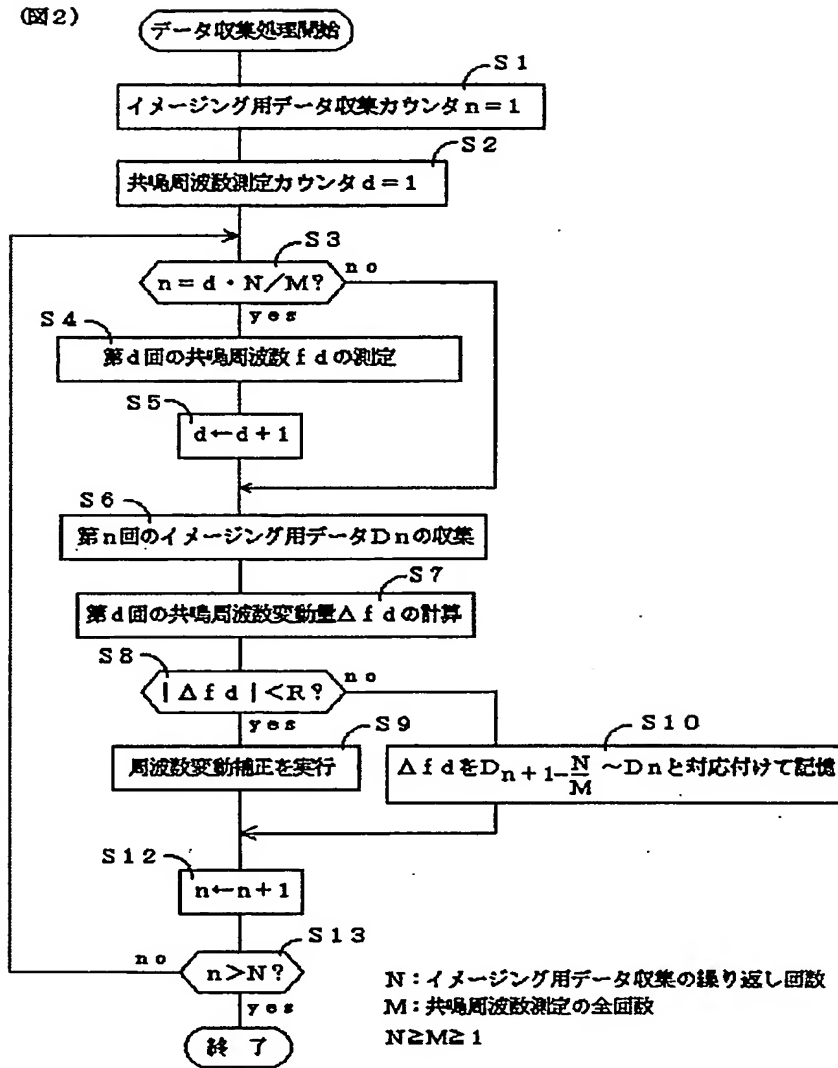 (図2)
データ収集処理開始
S1
イメージング用データ収集カウンタn=1
S2
共鳴周波数測定カウンタd=1
S3
n=d・N/M?
no
yes
S4
第d回の共鳴周波数fdの測定
S5
d←d+1
S6
第n回のイメージング用データDnの収集
S7
第d回の共鳴周波数変動量Δfdの計算
S8
|Δfd|<R?
no
yes
S9
周波数変動補正を実行
S10
ΔfdをDn+1-N/M~Dnと対応付けて記憶
S12
n←n+1
S13
no
n>N?
yes
終了
N:イメージング用データ収集の繰り返し回数
M:共鳴周波数測定の全回数
N≥M≥1